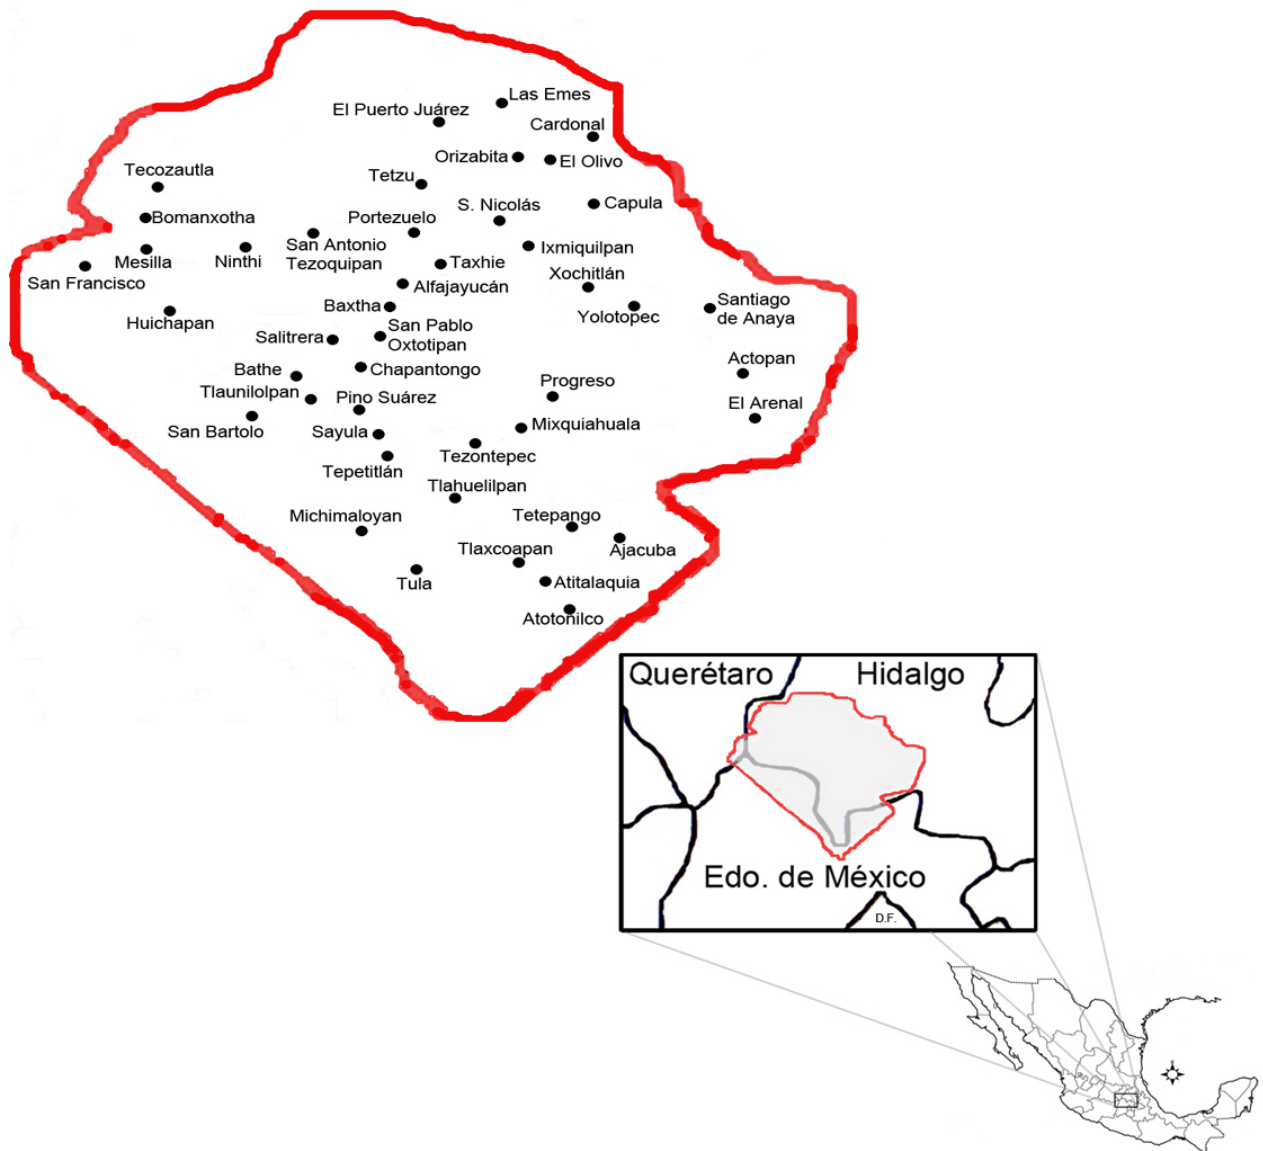 Las Emes
El Puerto Juárez
Cardonal
Orizabita
El Olivo
Tecozautla
Tetzu
S. Nicolás
Capula
Bomanxotha
Portezuelo
San Antonio
Tezoquipan
Ixmiquilpan
Mesilla
Ninthi
Taxhie
Xochitlán
San Francisco
Alfajayucán
Baxtha
Santiago
de Anaya
Yolotepec
Huichapan
San Pablo
Oxtotipan
Salitrera
Actopan
Bathe
Chapantongo
Progreso
Tlaunilolpan
Pino Suárez
El Arenal
San Bartolo
Sayula
Mixquiahuala
Tezontepec
Tepetitlán
Tlahuelilpan
Michimaloyan
Tetepango
Tlaxcoapan
Ajacuba
Tula
Atitalaquia
Atotonilco
Querétaro
Hidalgo
Edo. de México
D.F.